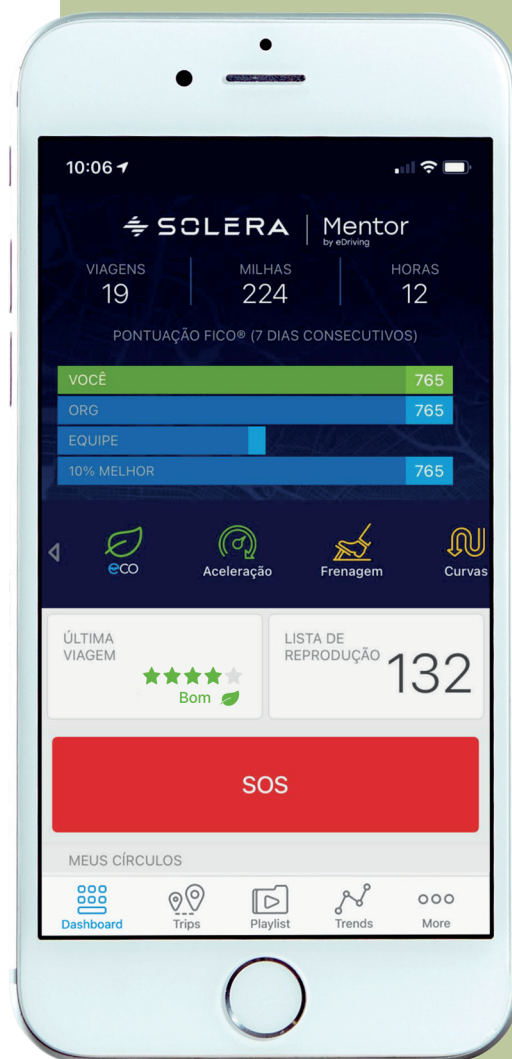 10:06
SOLERA Mentor
by eDriving
VIAGENS MILHAS HORAS
19 224 12
PONTUAÇÃO FICO® (7 DIAS CONSECUTIVOS)
VOCÊ 765
ORG 765
EQUIPE
10% MELHOR 765
eco Aceleração Frenagem Curvas
ÚLTIMA
VIAGEM
Bom
LISTA DE
REPRODUÇÃO
132
SOS
MEUS CÍRCULOS
Dashboard Trips Playlist Trends More